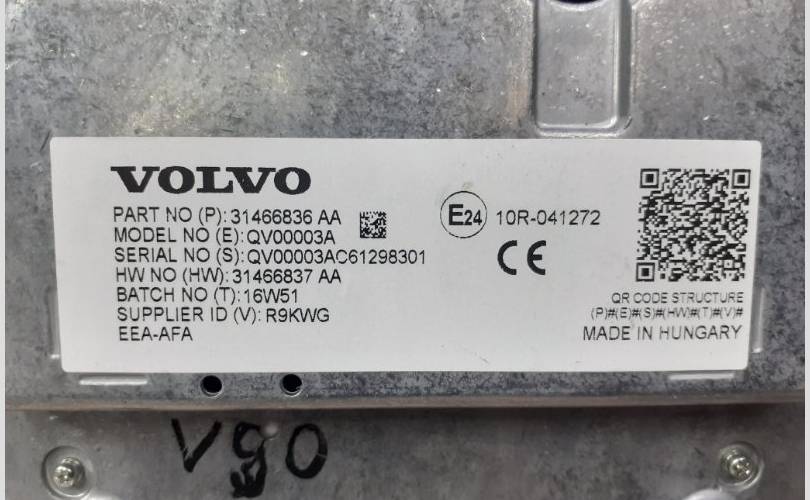 VOLVO
PART NO (P): 31466836 AA
MODEL NO (E): QV00003A
SERIAL NO (S): QV00003AC61298301
HW NO (HW): 31466837 AA
BATCH NO (T): 16W51
SUPPLIER ID (V): R9KWG
EEA-AFA
E24 10R-041272
CE
QR CODE STRUCTURE
(P)#(E)#(S)#(HW)#(T)#(V)#
MADE IN HUNGARY
V90